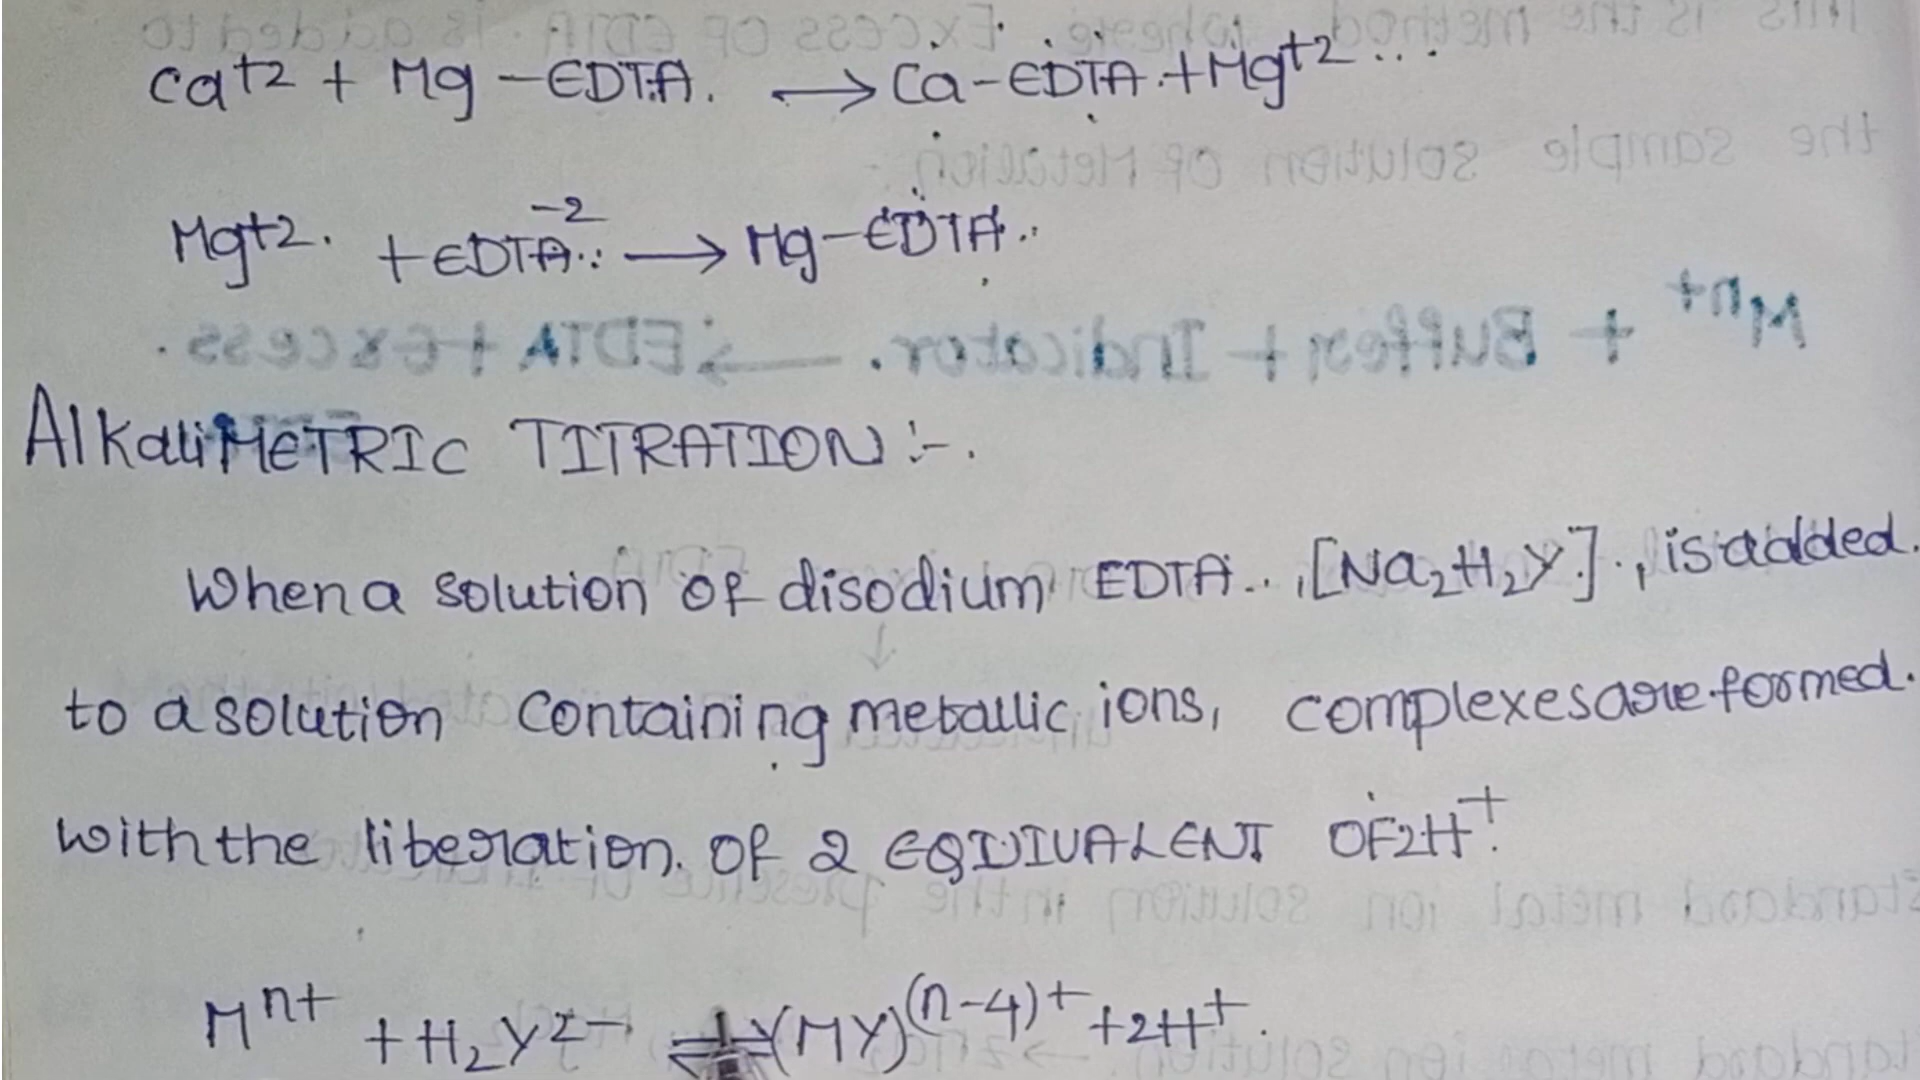 Ca+2 + Mg-EDTA. → Ca-EDTA.+Mg+2...
Mg+2. +EDTA-2.. → Mg-EDTA..
AlkaliMETRIC TITRATION:-.
When a solution of disodium EDTA..,[Na2H2Y]., is added.
to a solution containing metallic ions, complexes are formed.
with the liberation. of 2 EQUIVALENT OF 2H+.
Mn+ + H2Y2- ⇌ (MY)(n-4)+ + 2H+.